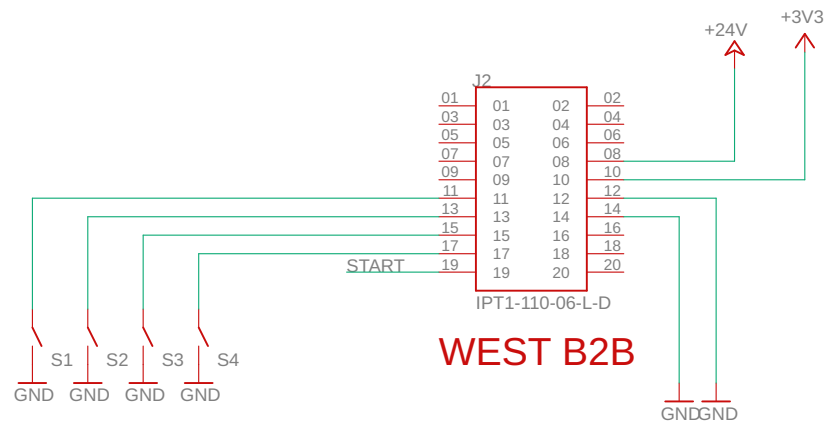 +3V3
+24V
J2
01 01 02 02
03 03 04 04
05 05 06 06
07 07 08 08
09 09 10 10
11 11 12 12
13 13 14 14
15 15 16 16
17 17 18 18
START 19 19 20 20
IPT1-110-06-L-D
WEST B2B
S1 S2 S3 S4
GND GND GND GND
GND GND